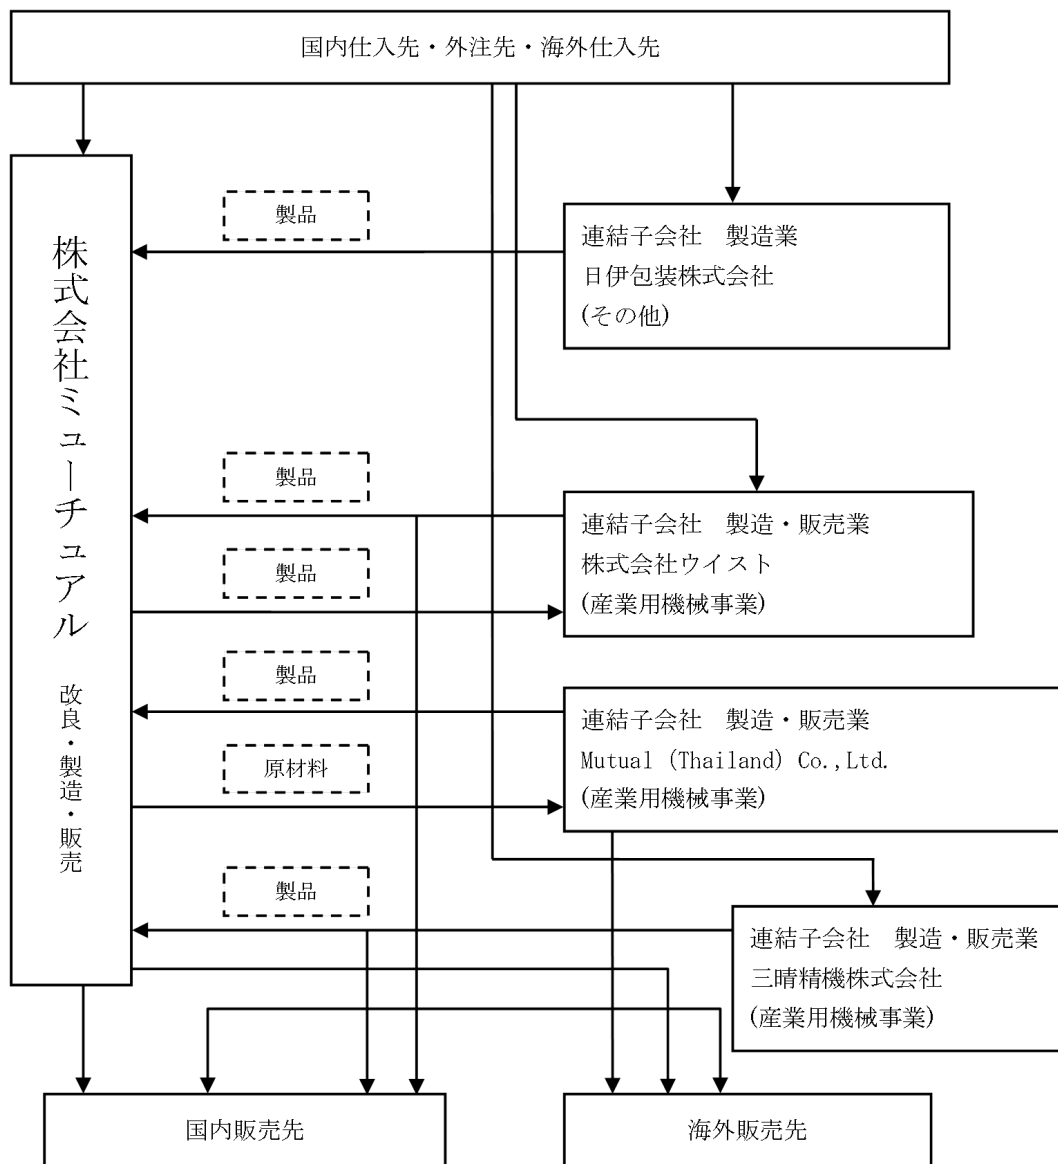 国内仕入先・外注先・海外仕入先
株式会社ミューチュアル 改良・製造・販売
製品
連結子会社 製造業
日伊包装株式会社
(その他)
製品
製品
連結子会社 製造・販売業
株式会社ウイスト
(産業用機械事業)
製品
原材料
連結子会社 製造・販売業
Mutual (Thailand) Co.,Ltd.
(産業用機械事業)
製品
連結子会社 製造・販売業
三晴精機株式会社
(産業用機械事業)
国内販売先
海外販売先